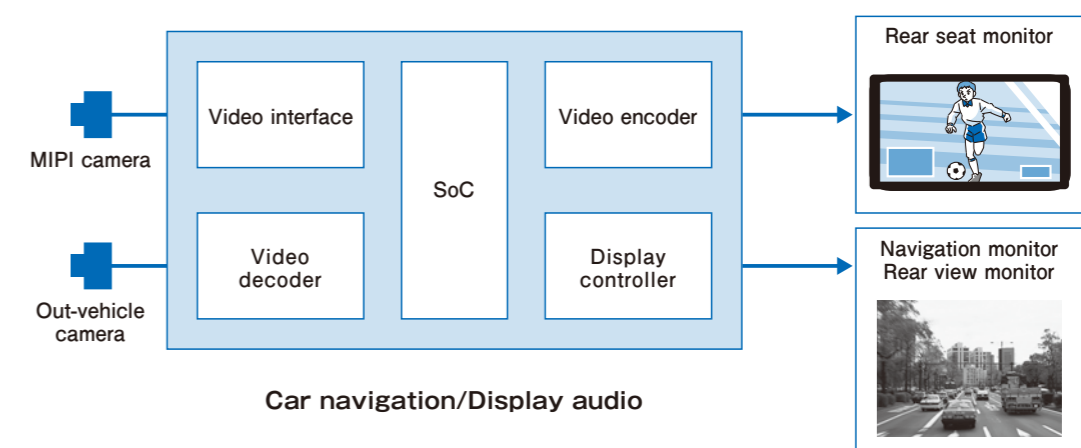 Rear seat monitor
MIPI camera
Video interface
SoC
Video encoder
Out-vehicle
camera
Video
decoder
Display
controller
Navigation monitor
Rear view monitor
Car navigation/Display audio